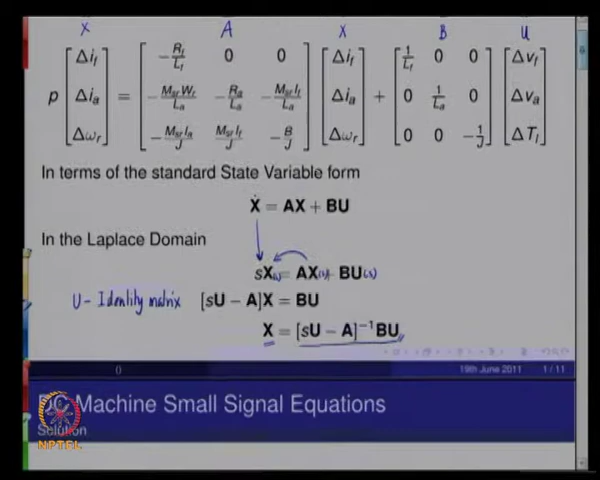 X A X B U
p [Δi_f Δi_a Δω_r] = [-R_f/L_f 0 0; -M_sr W_r/L_a -R_a/L_a -M_sr I_f/L_a; -M_sr I_a/J M_sr I_f/J -B/J] [Δi_f Δi_a Δω_r] + [1/L_f 0 0; 0 1/L_a 0; 0 0 -1/J] [Δv_f Δv_a ΔT_l]
In terms of the standard State Variable form
Ẋ = AX + BU
In the Laplace Domain
sX(s) = AX(s) + BU(s)
U - Identity matrix [sU − A]X = BU
X = [sU − A]⁻¹BU
() 19th June 2011 1 / 11
DC Machine Small Signal Equations
Solution
NPTEL